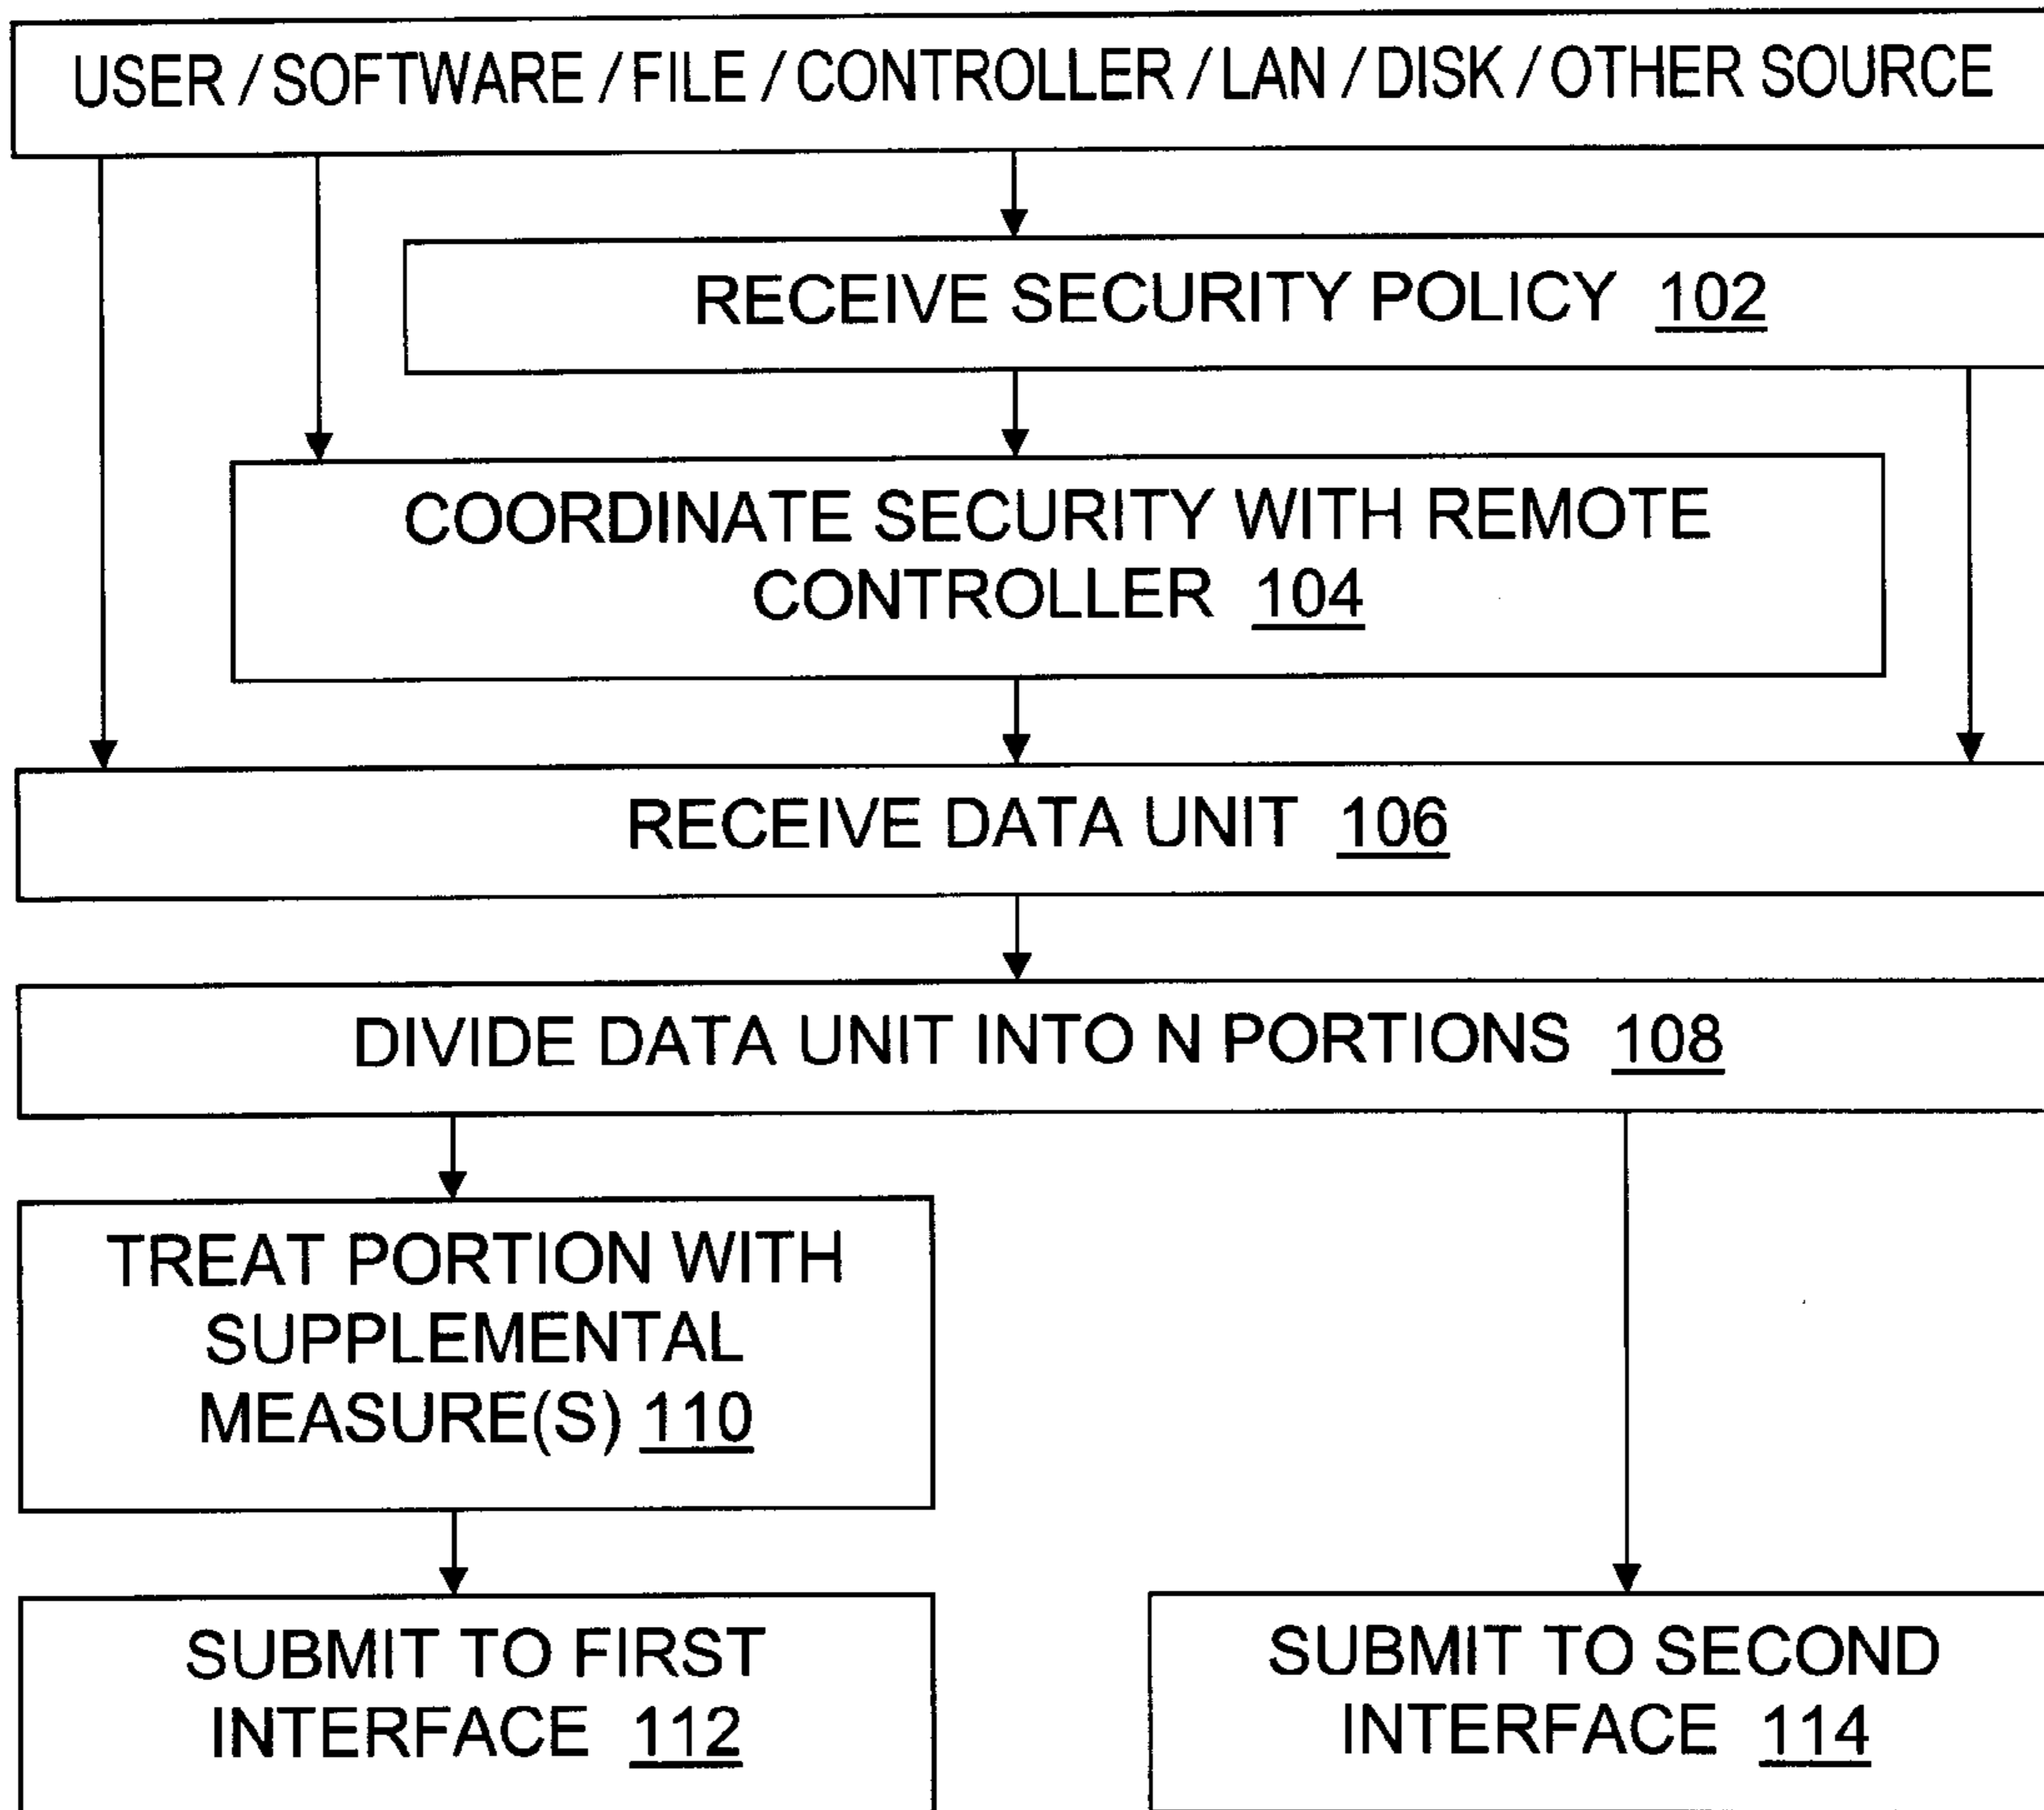 USER / SOFTWARE / FILE / CONTROLLER / LAN / DISK / OTHER SOURCE
RECEIVE SECURITY POLICY 102
COORDINATE SECURITY WITH REMOTE
CONTROLLER 104
RECEIVE DATA UNIT 106
DIVIDE DATA UNIT INTO N PORTIONS 108
TREAT PORTION WITH
SUPPLEMENTAL
MEASURE(S) 110
SUBMIT TO FIRST
INTERFACE 112
SUBMIT TO SECOND
INTERFACE 114